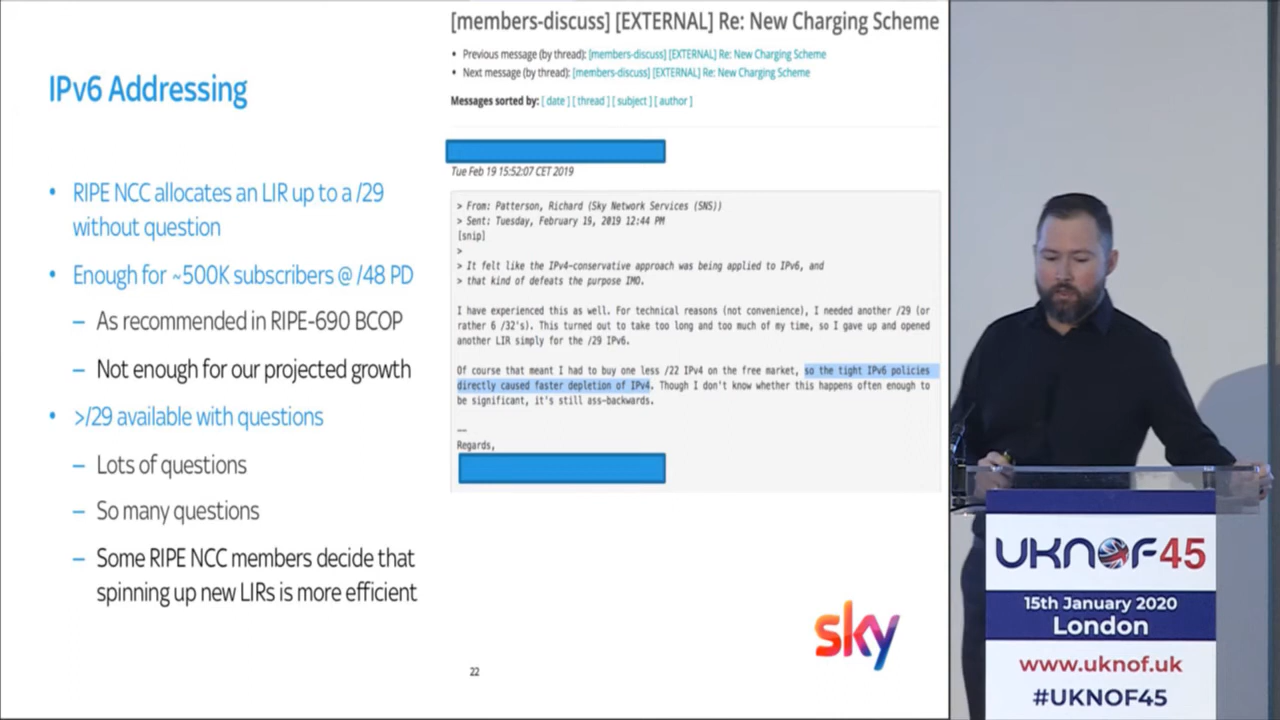 IPv6 Addressing
• RIPE NCC allocates an LIR up to a /29
without question
• Enough for ~500K subscribers @ /48 PD
– As recommended in RIPE-690 BCOP
– Not enough for our projected growth
• >/29 available with questions
– Lots of questions
– So many questions
– Some RIPE NCC members decide that
spinning up new LIRs is more efficient
[members-discuss] [EXTERNAL] Re: New Charging Scheme
• Previous message (by thread): [members-discuss] [EXTERNAL] Re: New Charging Scheme
• Next message (by thread): [members-discuss] [EXTERNAL] Re: New Charging Scheme
Messages sorted by: [ date ] [ thread ] [ subject ] [ author ]
Tue Feb 19 15:52:07 CET 2019
> From: Patterson, Richard (Sky Network Services (SNS))
> Sent: Tuesday, February 19, 2019 12:44 PM
[snip]
>
> It felt like the IPv4-conservative approach was being applied to IPv6, and
> that kind of defeats the purpose IMO.
I have experienced this as well. For technical reasons (not convenience), I needed another /29 (or
rather 6 /32's). This turned out to take too long and too much of my time, so I gave up and opened
another LIR simply for the /29 IPv6.
Of course that meant I had to buy one less /22 IPv4 on the free market, so the tight IPv6 policies
directly caused faster depletion of IPv4. Though I don't know whether this happens often enough to
be significant, it's still ass-backwards.
—
Regards,
sky
22
UKNOF45
15th January 2020
London
www.uknof.uk
#UKNOF45